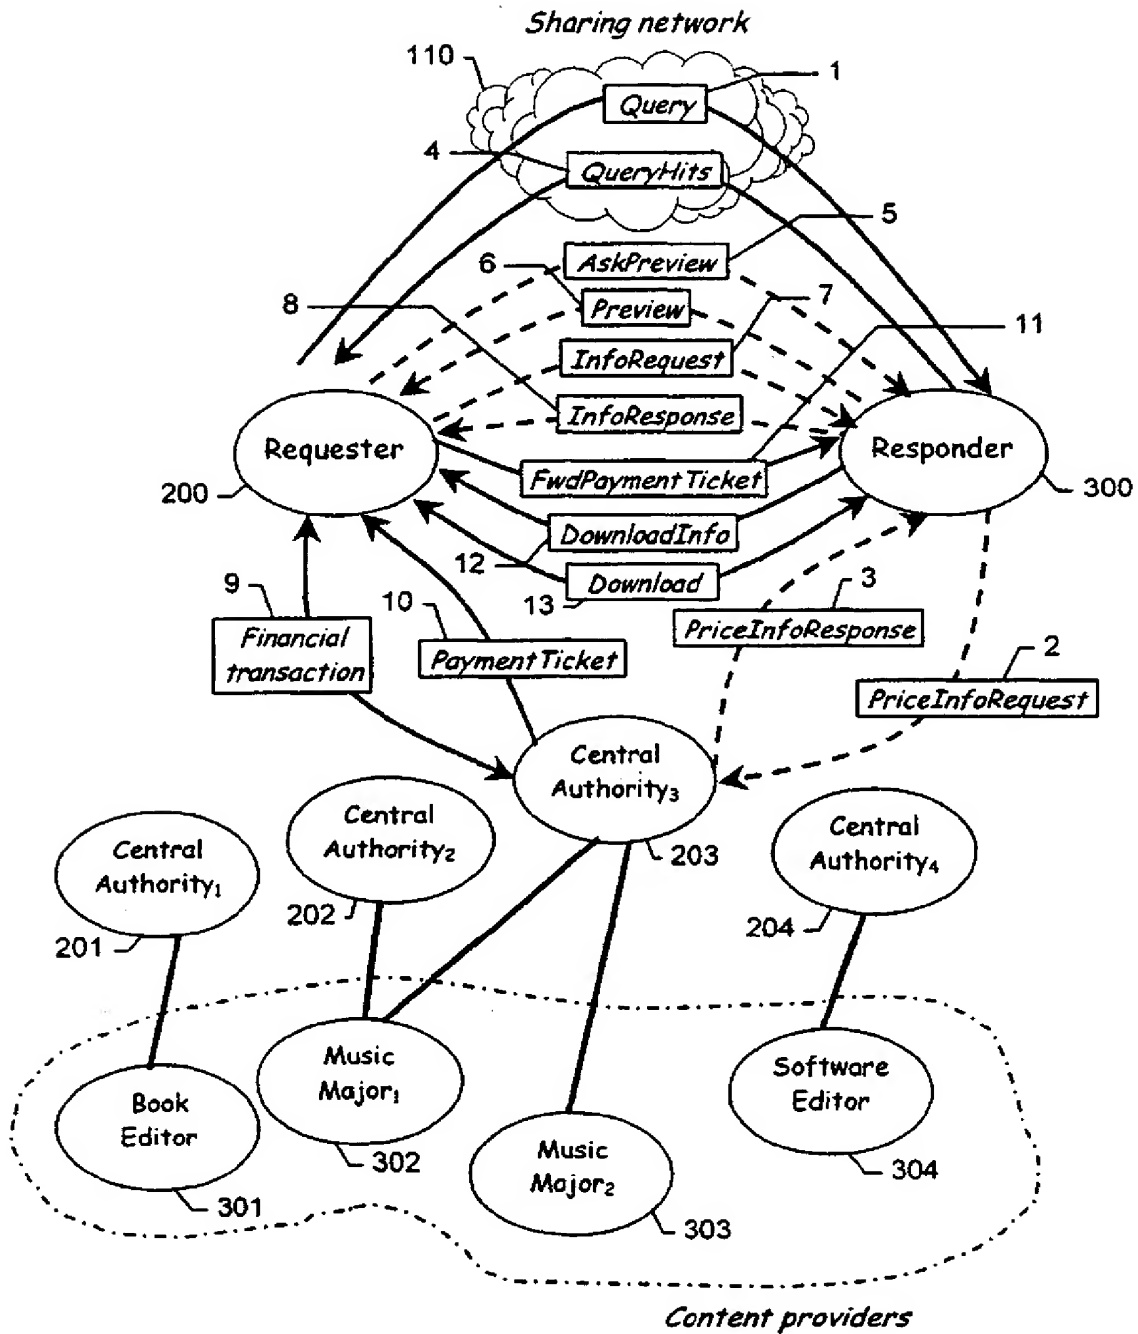 Sharing network
110
1
Query
4
QueryHits
5
AskPreview
6
Preview
7
8
11
InfoRequest
InfoResponse
Requester
Responder
200
FwdPaymentTicket
300
DownloadInfo
12
Download
13
9
10
3
Financial
transaction
PaymentTicket
PriceInfoResponse
2
PriceInfoRequest
Central
Authority₃
203
Central
Authority₂
202
Central
Authority₁
201
Central
Authority₄
204
Music
Major₁
302
Software
Editor
304
Book
Editor
301
Music
Major₂
303
Content providers